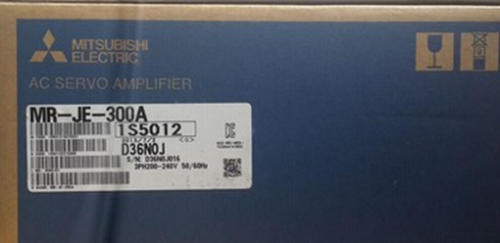 MITSUBISHI
ELECTRIC
AC SERVO AMPLIFIER
MR-JE-300A
1S5012
D36N0J
S/N: D36N0J016
3PH200-240V 50/60Hz